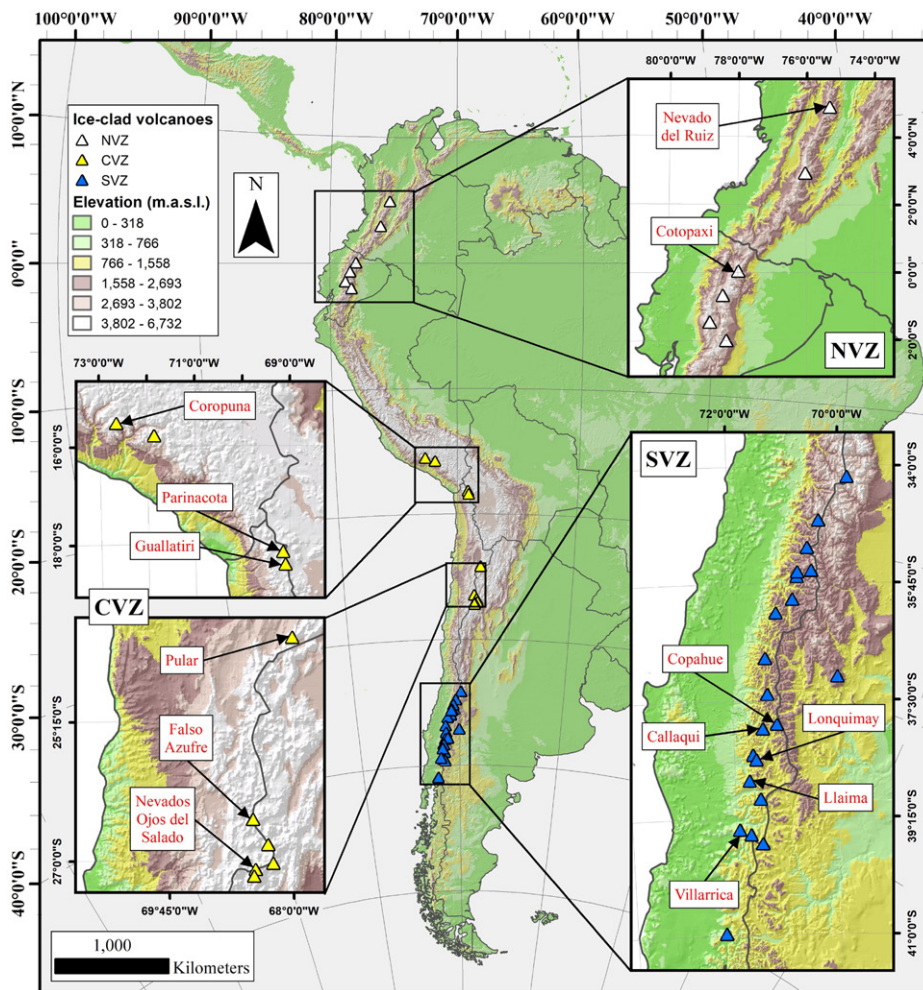 100°0'0"W
90°0'0"W
80°0'0"W
70°0'0"W
60°0'0"W
50°0'0"W
40°0'0"W
10°0'0"N
0°0'0"
10°0'0"S
20°0'0"S
30°0'0"S
40°0'0"S
Ice-clad volcanoes
NVZ
CVZ
SVZ
Elevation (m.a.s.l.)
0 - 318
318 - 766
766 - 1,558
1,558 - 2,693
2,693 - 3,802
3,802 - 6,732
N
80°0'0"W
78°0'0"W
76°0'0"W
74°0'0"W
Nevado
del Ruiz
Cotopaxi
NVZ
4°0'0"N
2°0'0"N
0°0'0"
2°0'0"S
73°0'0"W
71°0'0"W
69°0'0"W
16°0'0"S
18°0'0"S
Coropuna
Parinacota
Guallatiri
CVZ
Pular
Falso
Azufre
Nevados
Ojos del
Salado
25°15'0"S
27°0'0"S
69°45'0"W
68°0'0"W
72°0'0"W
70°0'0"W
SVZ
34°0'0"S
35°45'0"S
37°30'0"S
39°15'0"S
41°0'0"S
Copahue
Lonquimay
Callaqui
Llaima
Villarrica
1,000
Kilometers